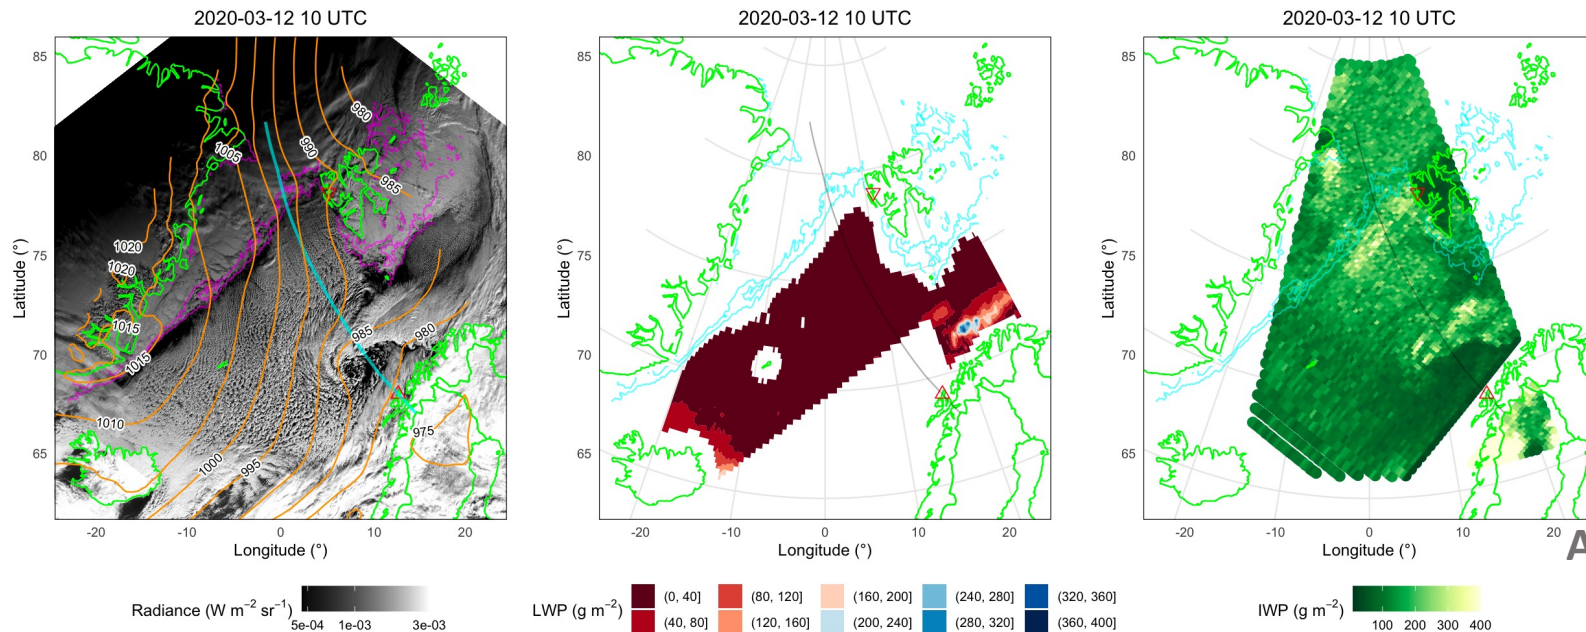 2020-03-12 10 UTC
2020-03-12 10 UTC
2020-03-12 10 UTC
85
80
75
70
65
Latitude (°)
-20 -10 0 10 20
Longitude (°)
980
990
985
1005
1020
1020
1015
1015
1010
1000
995
985
980
975
85
80
75
70
65
Latitude (°)
-20 -10 0 10 20
Longitude (°)
85
80
75
70
65
Latitude (°)
-20 -10 0 10 20
Longitude (°)
A
Radiance (W m⁻² sr⁻¹)
5e-04 1e-03 3e-03
LWP (g m⁻²)
(0, 40] (80, 120] (160, 200] (240, 280] (320, 360]
(40, 80] (120, 160] (200, 240] (280, 320] (360, 400]
IWP (g m⁻²)
100 200 300 400